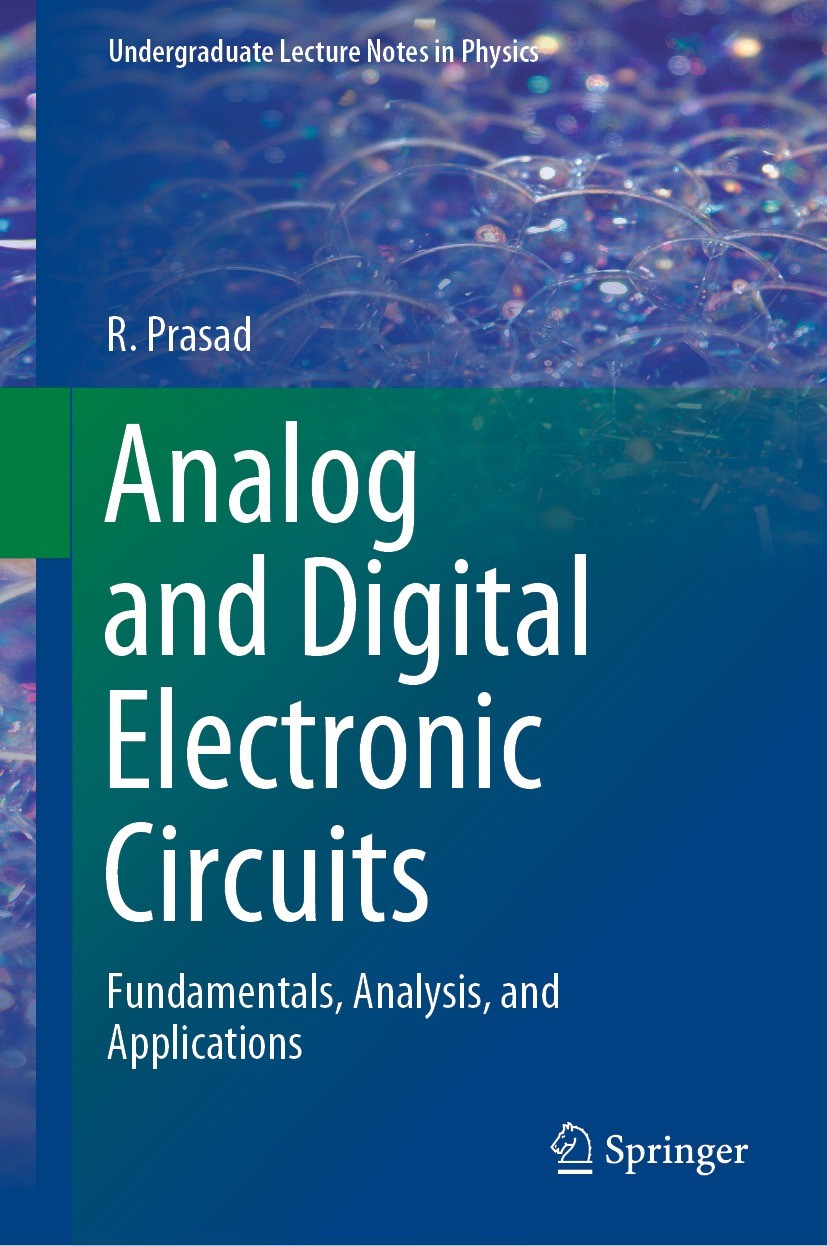 Undergraduate Lecture Notes in Physics
R. Prasad
Analog
and Digital
Electronic
Circuits
Fundamentals, Analysis, and
Applications
Springer